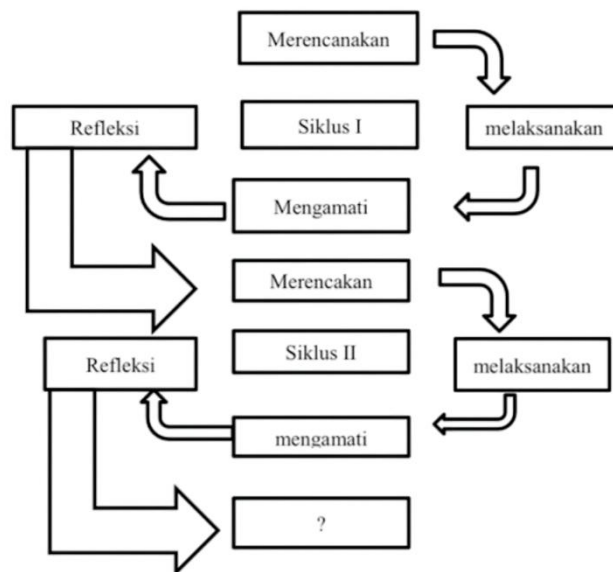 Merencanakan
Refleksi
Siklus I
melaksanakan
Mengamati
Merencakan
Refleksi
Siklus II
melaksanakan
mengamati
?